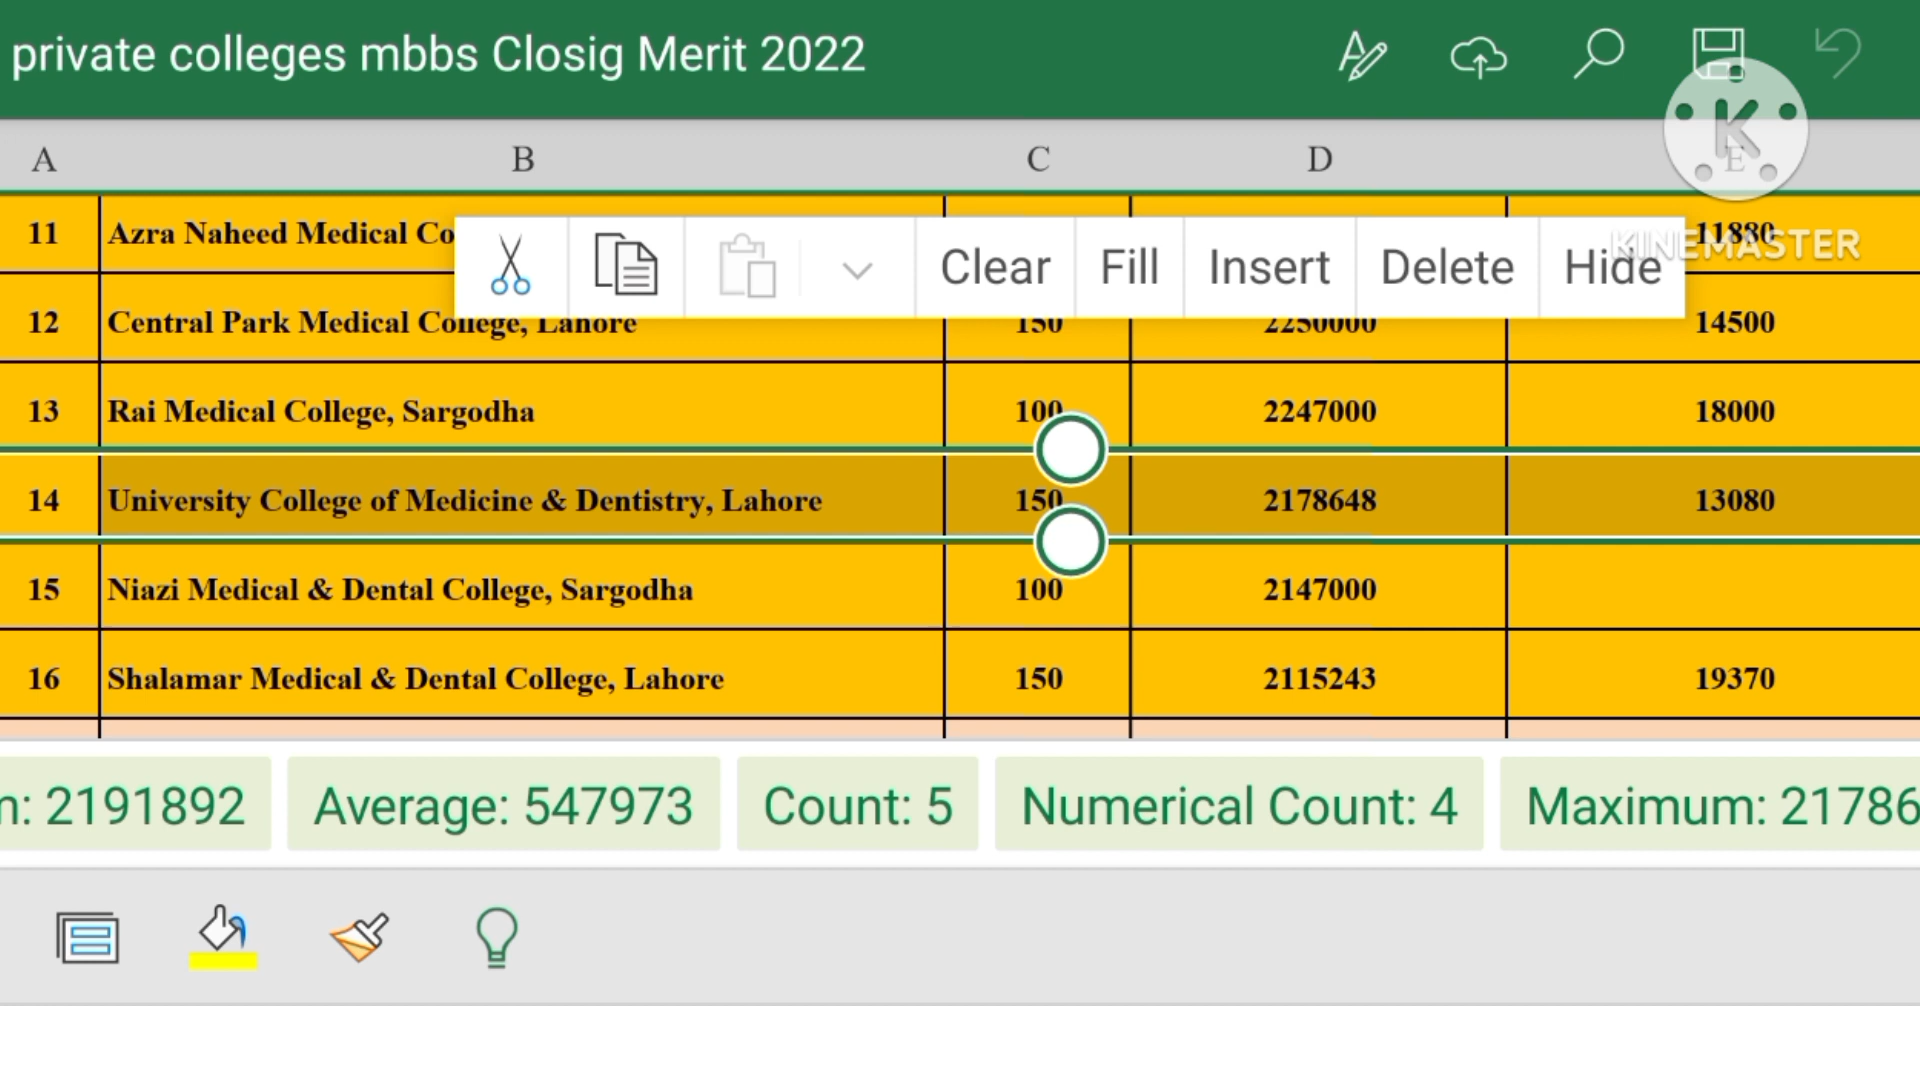 private colleges mbbs Closig Merit 2022
K
A B C D E
11 Azra Naheed Medical Co 11880
KINEMASTER
Clear Fill Insert Delete Hide
12 Central Park Medical College, Lahore 150 2250000 14500
13 Rai Medical College, Sargodha 100 2247000 18000
14 University College of Medicine & Dentistry, Lahore 150 2178648 13080
15 Niazi Medical & Dental College, Sargodha 100 2147000
16 Shalamar Medical & Dental College, Lahore 150 2115243 19370
n: 2191892 Average: 547973 Count: 5 Numerical Count: 4 Maximum: 21786